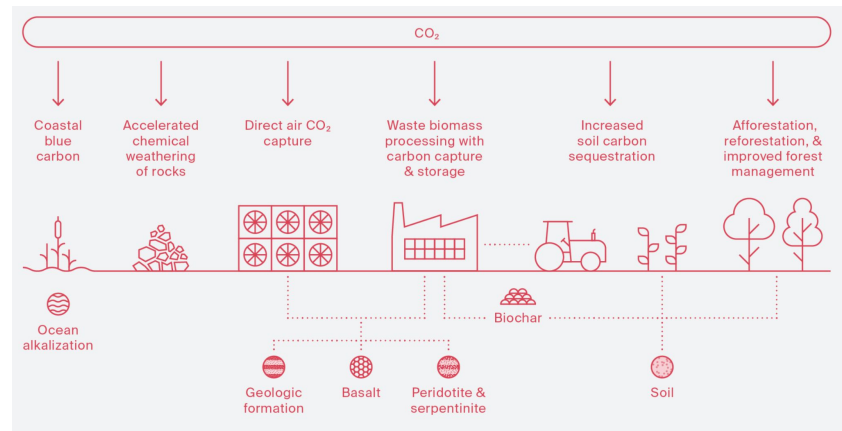 CO₂
Coastal
blue
carbon
Accelerated
chemical
weathering
of rocks
Direct air CO₂
capture
Waste biomass
processing with
carbon capture
& storage
Increased
soil carbon
sequestration
Afforestation,
reforestation, &
improved forest
management
Ocean
alkalization
Biochar
Geologic
formation
Basalt
Peridotite &
serpentinite
Soil